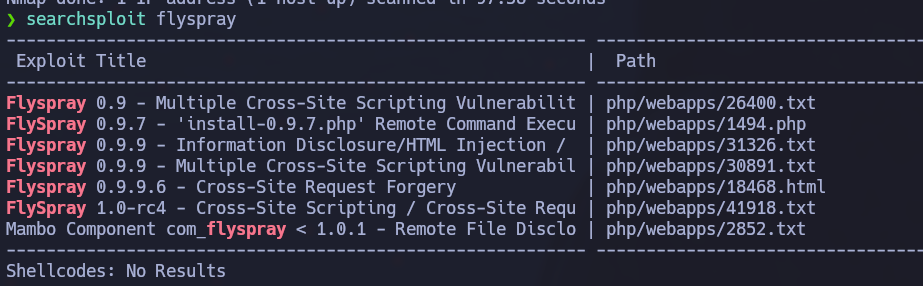 Nmap done: 1 IP address (1 host up) scanned in 97.38 seconds
❯ searchsploit flyspray
Exploit Title | Path
Flyspray 0.9 - Multiple Cross-Site Scripting Vulnerabilit | php/webapps/26400.txt
FlySpray 0.9.7 - 'install-0.9.7.php' Remote Command Execu | php/webapps/1494.php
Flyspray 0.9.9 - Information Disclosure/HTML Injection / | php/webapps/31326.txt
Flyspray 0.9.9 - Multiple Cross-Site Scripting Vulnerabil | php/webapps/30891.txt
Flyspray 0.9.9.6 - Cross-Site Request Forgery | php/webapps/18468.html
FlySpray 1.0-rc4 - Cross-Site Scripting / Cross-Site Requ | php/webapps/41918.txt
Mambo Component com_flyspray < 1.0.1 - Remote File Disclo | php/webapps/2852.txt
Shellcodes: No Results